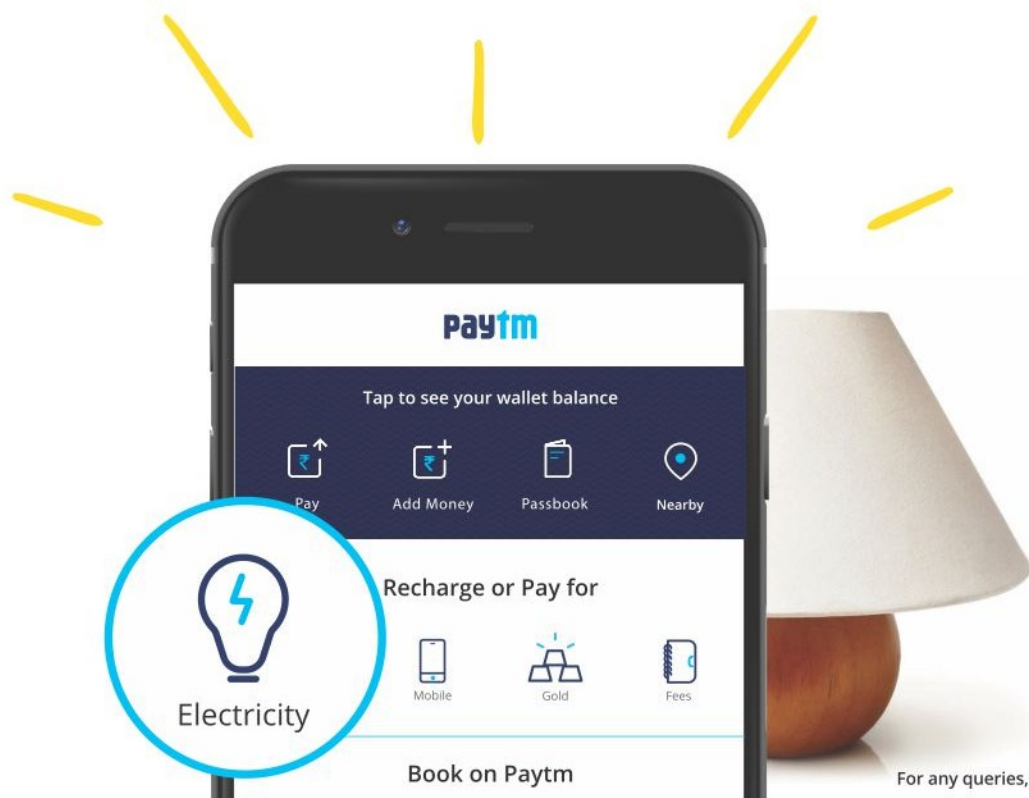 paytm
Tap to see your wallet balance
Pay Add Money Passbook Nearby
Recharge or Pay for
Electricity Mobile Gold Fees
Book on Paytm
For any queries,